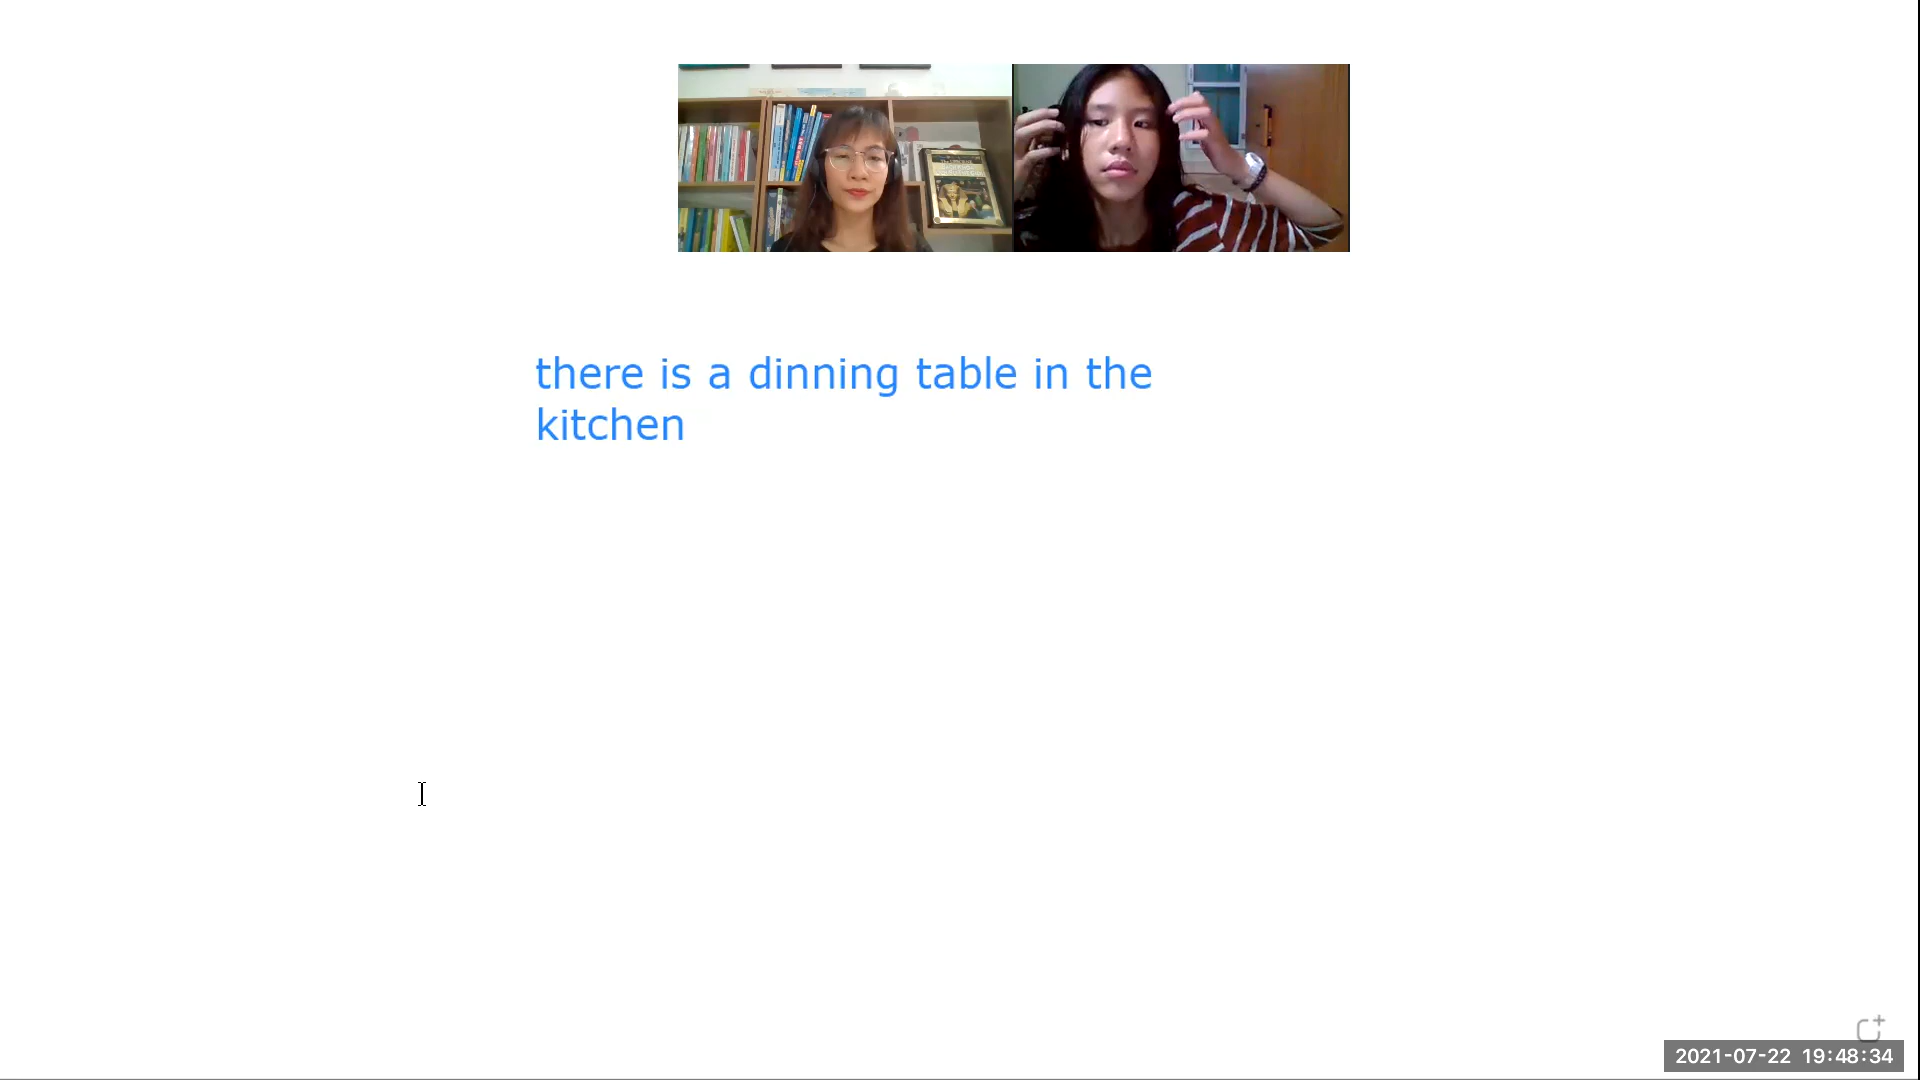 there is a dinning table in the
kitchen
2021-07-22 19:48:34